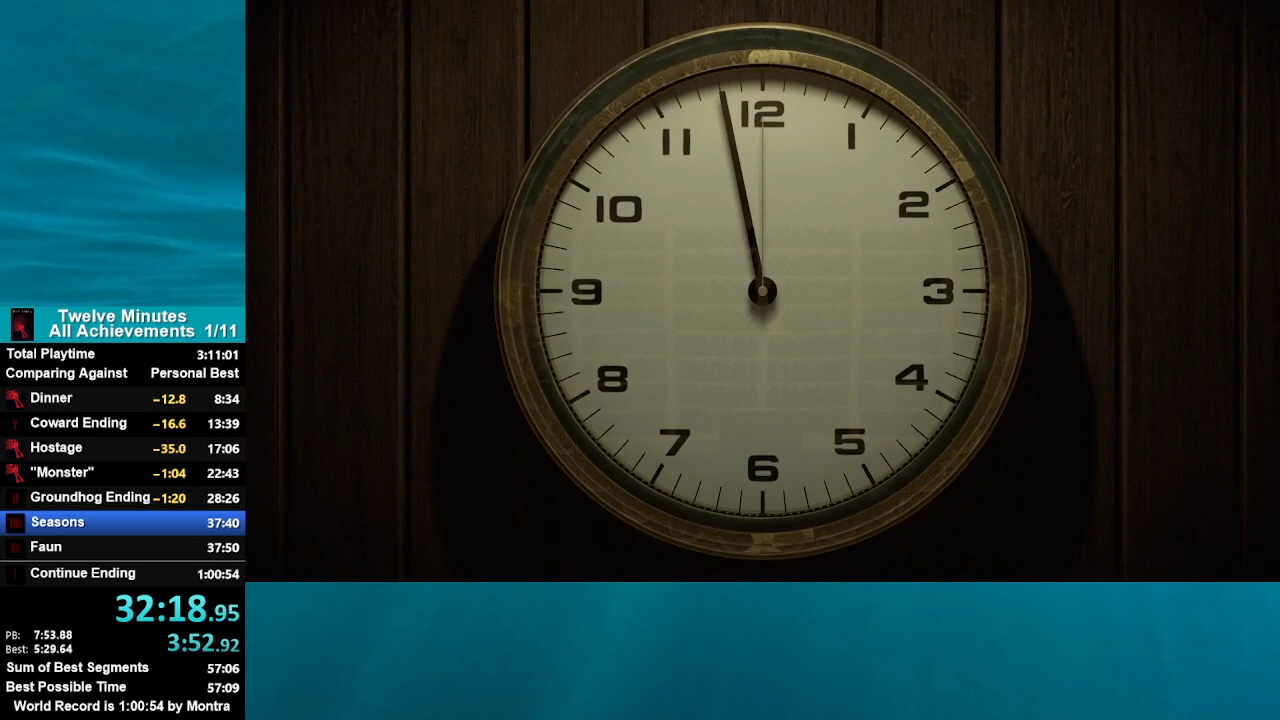 Twelve Minutes
All Achievements 1/11
Total Playtime 3:11:01
Comparing Against Personal Best
Dinner −12.8 8:34
Coward Ending −16.6 13:39
Hostage −35.0 17:06
"Monster" −1:04 22:43
Groundhog Ending −1:20 28:26
Seasons 37:40
Faun 37:50
Continue Ending 1:00:54
32:18.95
PB: 7:53.88
Best: 5:29.64
3:52.92
Sum of Best Segments 57:06
Best Possible Time 57:09
World Record is 1:00:54 by Montra
12
1
2
3
4
5
6
7
8
9
10
11